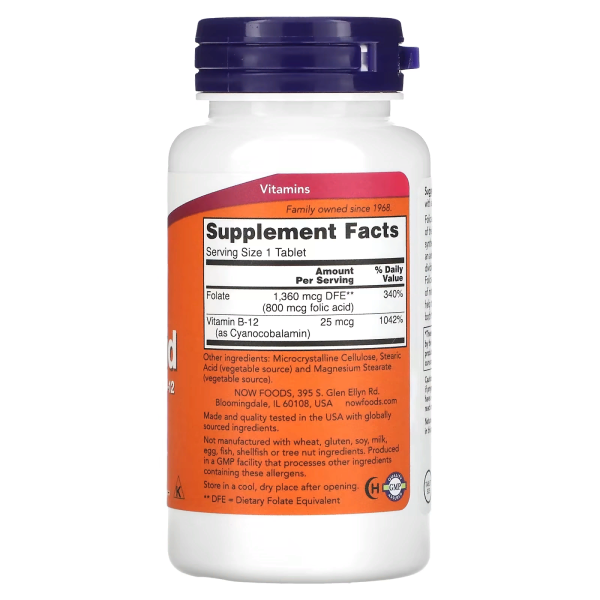 Vitamins
Family owned since 1968.
Supplement Facts
Serving Size 1 Tablet
Amount Per Serving % Daily Value
Folate 1,360 mcg DFE** 340%
(800 mcg folic acid)
Vitamin B-12 25 mcg 1042%
(as Cyanocobalamin)
Other ingredients: Microcrystalline Cellulose, Stearic
Acid (vegetable source) and Magnesium Stearate
(vegetable source).
NOW FOODS, 395 S. Glen Ellyn Rd.
Bloomingdale, IL 60108, USA nowfoods.com
Made and quality tested in the USA with globally
sourced ingredients.
Not manufactured with wheat, gluten, soy, milk,
egg, fish, shellfish or tree nut ingredients. Produced
in a GMP facility that processes other ingredients
containing these allergens.
Store in a cool, dry place after opening.
** DFE = Dietary Folate Equivalent
d
12
K
H
GMP